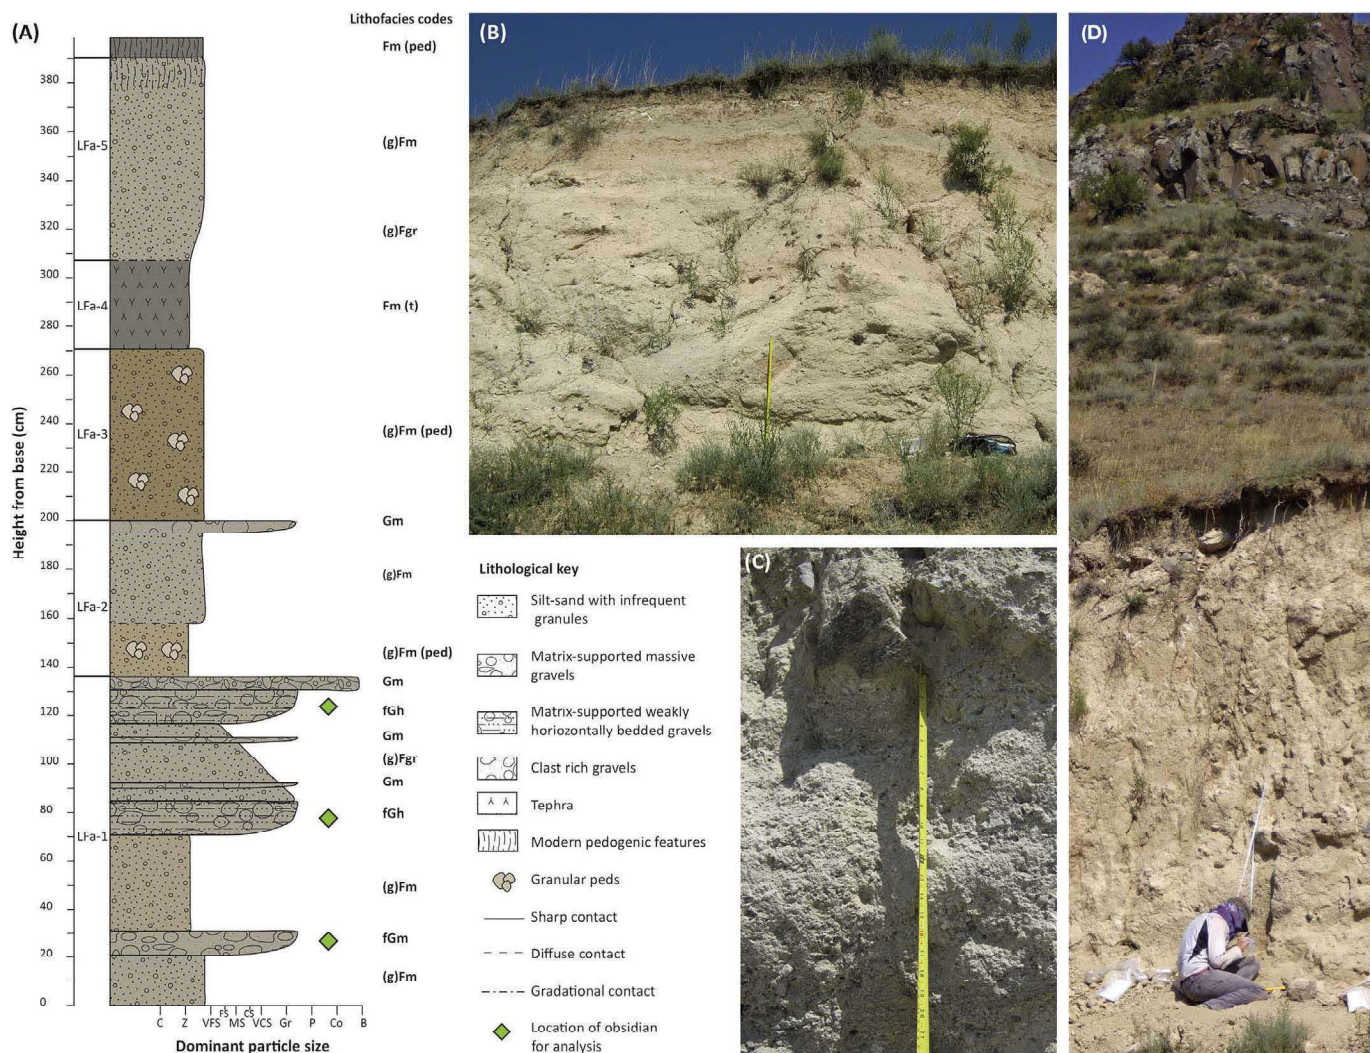 (A)
Lithofacies codes
Fm (ped)
380
360
LFa-5
(g)Fm
340
320
(g)Fgr
300
LFa-4
Fm (t)
280
260
LFa-3
240
(g)Fm (ped)
220
Height from base (cm)
200
Gm
180
(g)Fm
LFa-2
160
(g)Fm (ped)
140
Gm
120
fGh
Gm
100
(g)Fgr
Gm
80
fGh
LFa-1
60
(g)Fm
40
fGm
20
(g)Fm
0
C Z VFS FS MS CS VCS Gr P Co B
Dominant particle size
(B)
Lithological key
Silt-sand with infrequent
granules
Matrix-supported massive
gravels
Matrix-supported weakly
horiozontally bedded gravels
Clast rich gravels
Tephra
Modern pedogenic features
Granular peds
Sharp contact
Diffuse contact
Gradational contact
Location of obsidian
for analysis
(C)
(D)